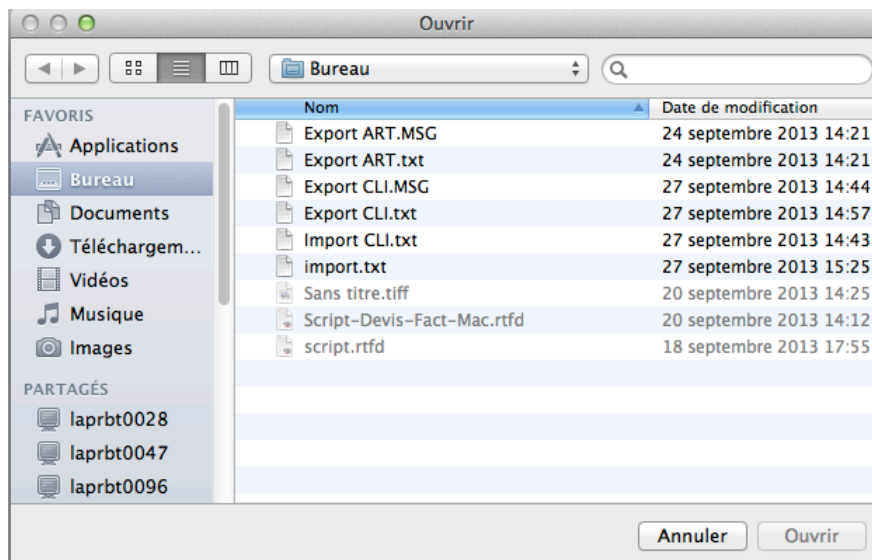 Ouvrir
Bureau
FAVORIS
Applications
Bureau
Documents
Téléchargem...
Vidéos
Musique
Images
PARTAGÉS
laprbt0028
laprbt0047
laprbt0096
Nom Date de modification
Export ART.MSG 24 septembre 2013 14:21
Export ART.txt 24 septembre 2013 14:21
Export CLI.MSG 27 septembre 2013 14:44
Export CLI.txt 27 septembre 2013 14:57
Import CLI.txt 27 septembre 2013 14:43
import.txt 27 septembre 2013 15:25
Sans titre.tiff 20 septembre 2013 14:25
Script-Devis-Fact-Mac.rtfd 20 septembre 2013 14:12
script.rtfd 18 septembre 2013 17:55
Annuler Ouvrir